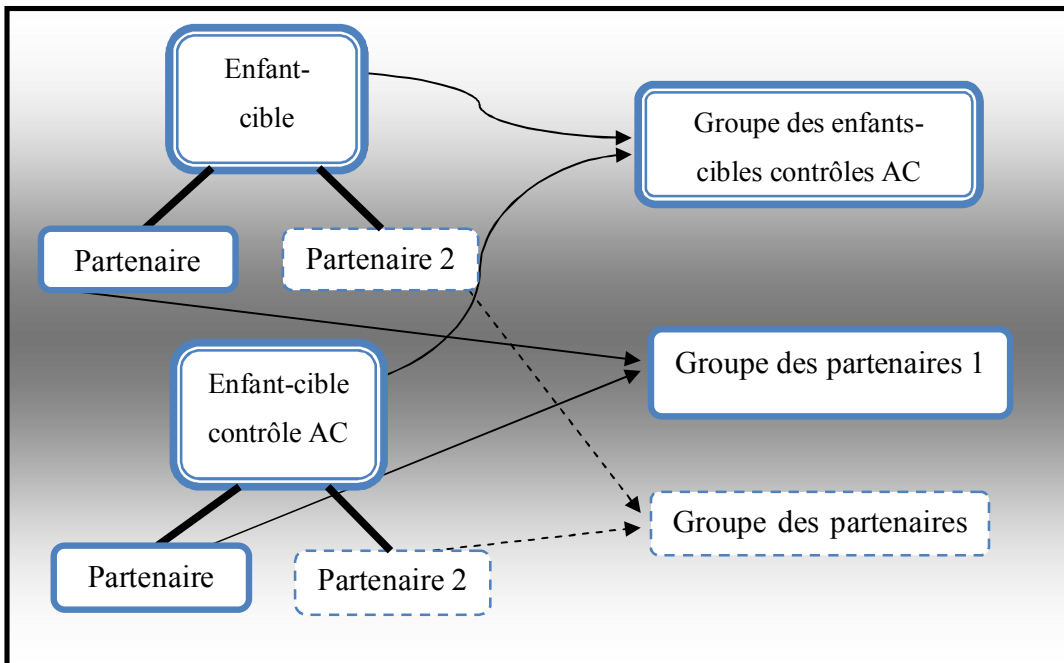 Enfant-
cible
Groupe des enfants-
cibles contrôles AC
Partenaire
Partenaire 2
Groupe des partenaires 1
Enfant-cible
contrôle AC
Groupe des partenaires
Partenaire
Partenaire 2